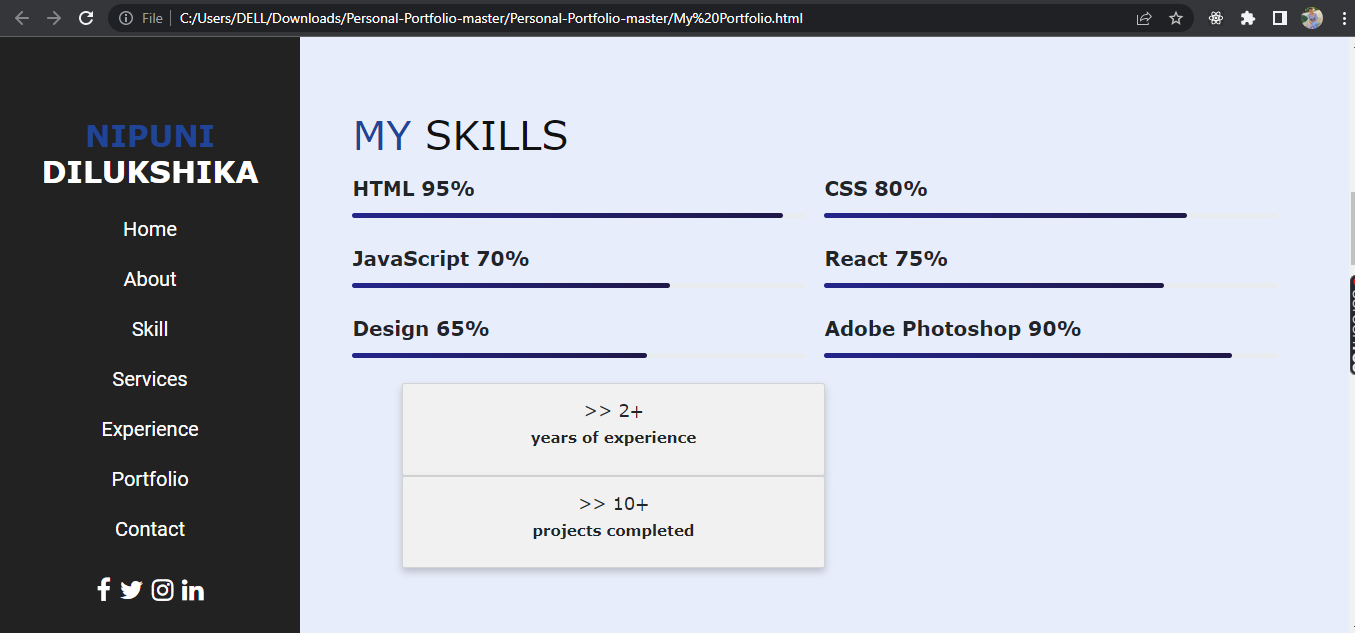 File
C:/Users/DELL/Downloads/Personal-Portfolio-master/Personal-Portfolio-master/My%20Portfolio.html
NIPUNI
DILUKSHIKA
Home
About
Skill
Services
Experience
Portfolio
Contact
MY SKILLS
HTML 95%
CSS 80%
JavaScript 70%
React 75%
Design 65%
Adobe Photoshop 90%
>> 2+
years of experience
>> 10+
projects completed